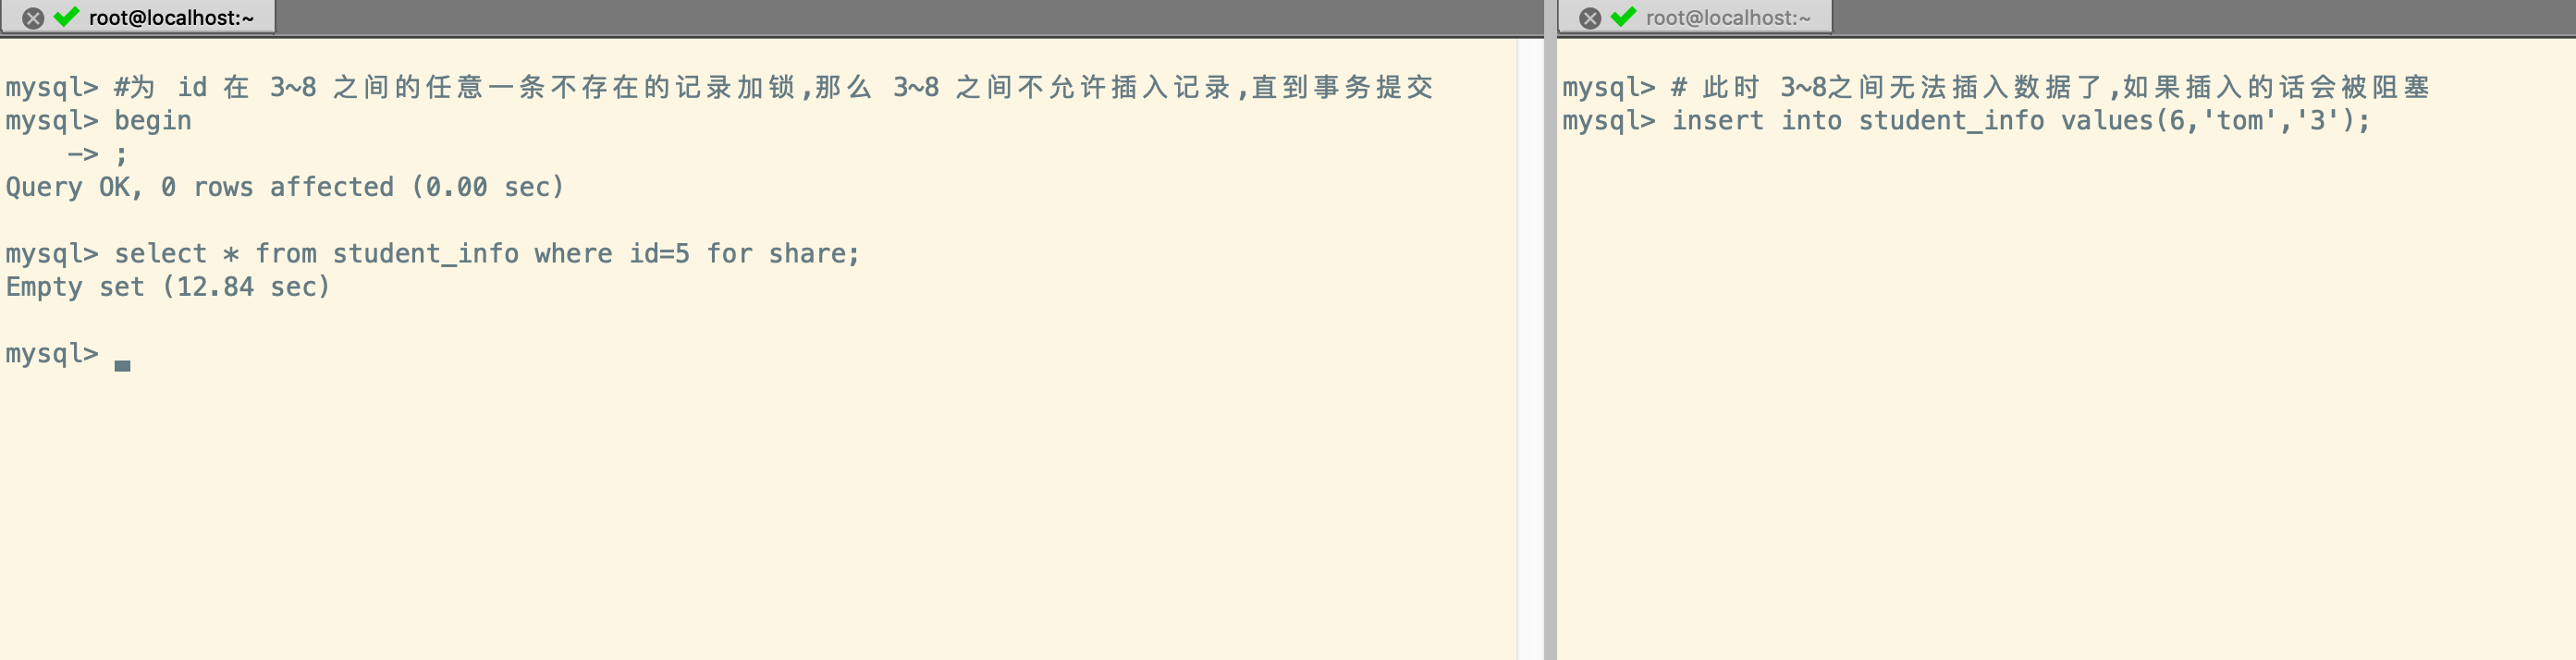 root@localhost:~
mysql> #为 id 在 3~8 之间的任意一条不存在的记录加锁,那么 3~8 之间不允许插入记录,直到事务提交
mysql> begin
    -> ;
Query OK, 0 rows affected (0.00 sec)
mysql> select * from student_info where id=5 for share;
Empty set (12.84 sec)
mysql>
root@localhost:~
mysql> # 此时 3~8之间无法插入数据了,如果插入的话会被阻塞
mysql> insert into student_info values(6,'tom','3');